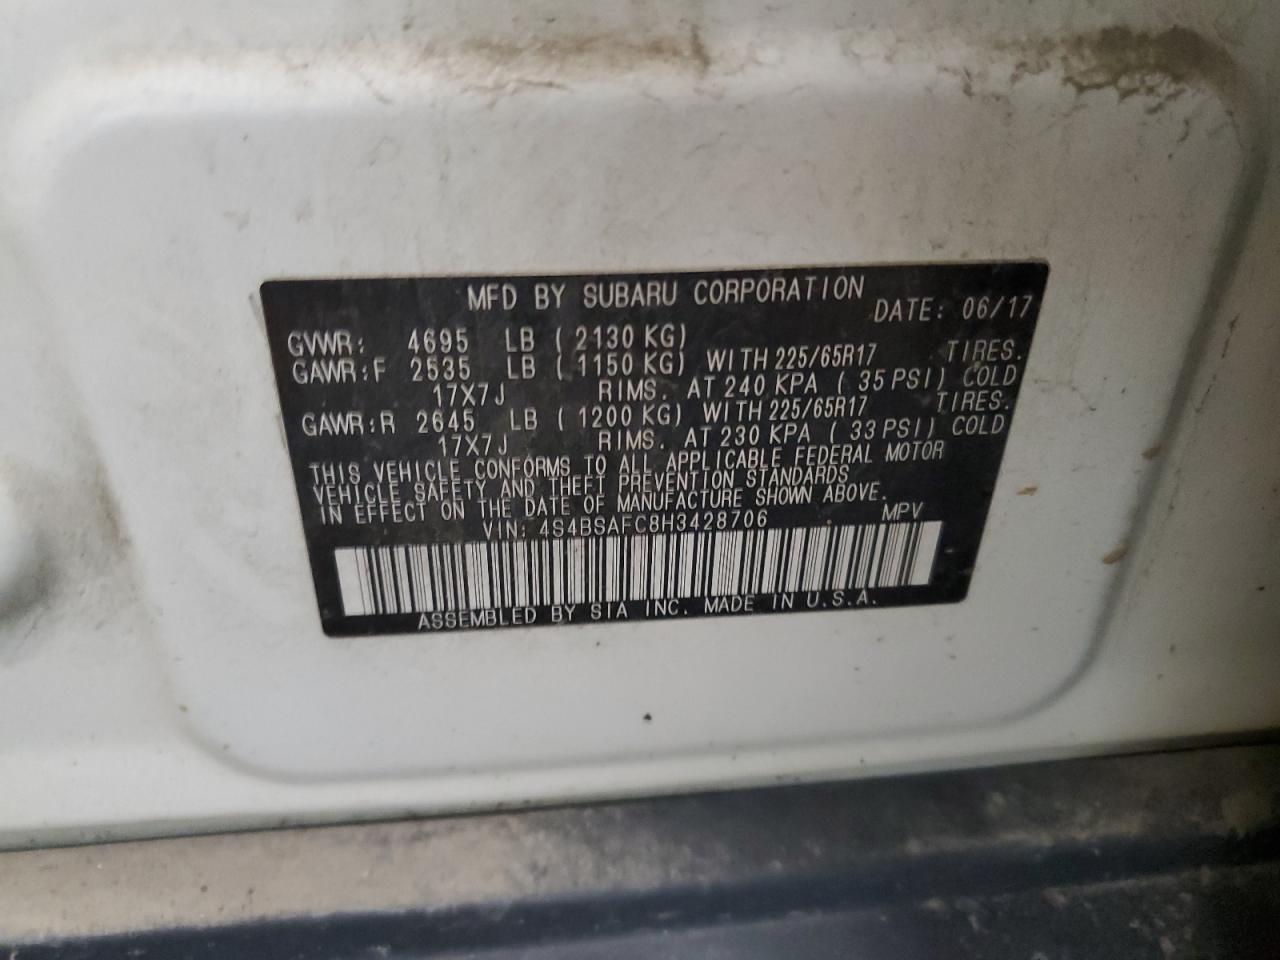 MFD BY SUBARU CORPORATION DATE: 06/17
GVWR: 4695 LB ( 2130 KG)
GAWR:F 2535 LB ( 1150 KG) WITH 225/65R17 TIRES.
17X7J RIMS. AT 240 KPA ( 35 PSI) COLD
GAWR:R 2645 LB ( 1200 KG) WITH 225/65R17 TIRES.
17X7J RIMS. AT 230 KPA ( 33 PSI) COLD
THIS VEHICLE CONFORMS TO ALL APPLICABLE FEDERAL MOTOR
VEHICLE SAFETY AND THEFT PREVENTION STANDARDS
IN EFFECT ON THE DATE OF MANUFACTURE SHOWN ABOVE.
VIN: 4S4BSAFC8H3428706 MPV
ASSEMBLED BY SIA INC. MADE IN U.S.A.